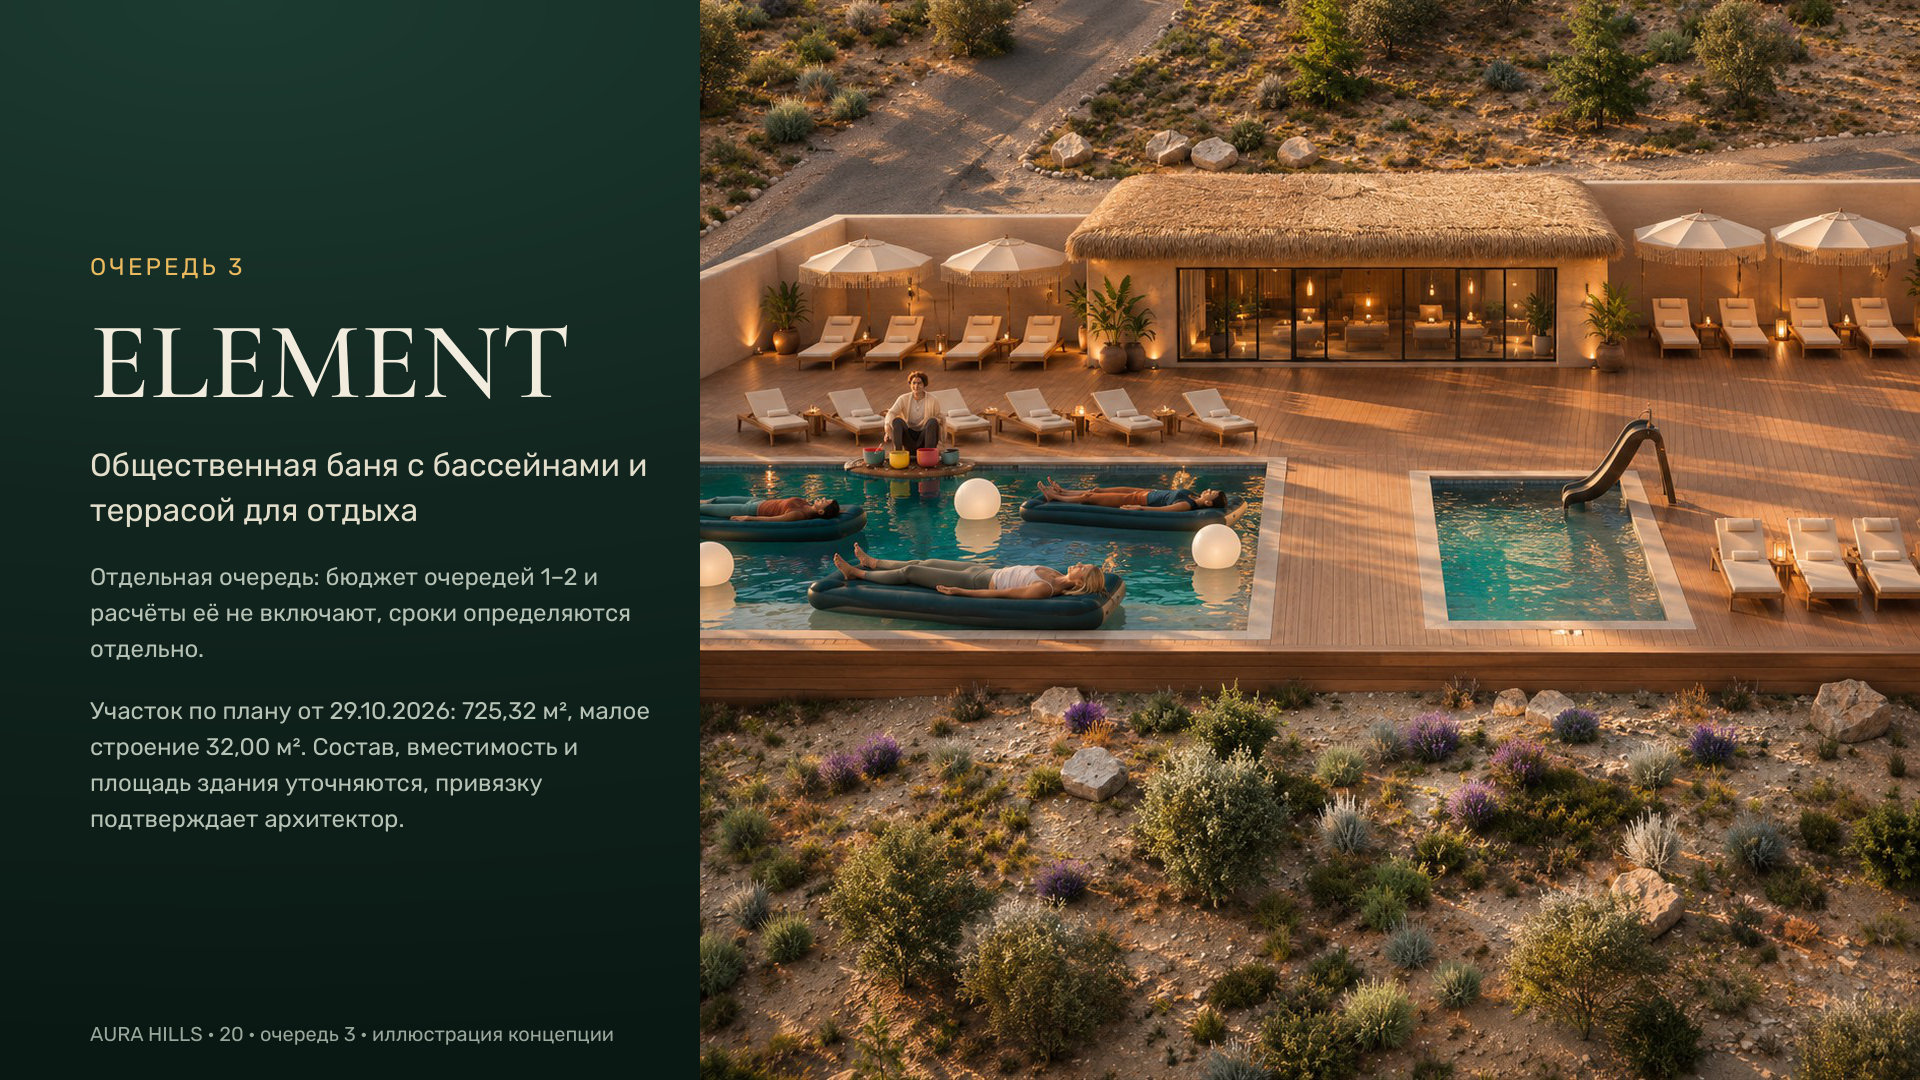 ОЧЕРЕДЬ 3
ELEMENT
Общественная баня с бассейнами и
террасой для отдыха
Отдельная очередь: бюджет очередей 1–2 и
расчёты её не включают, сроки определяются
отдельно.
Участок по плану от 29.10.2026: 725,32 м², малое
строение 32,00 м². Состав, вместимость и
площадь здания уточняются, привязку
подтверждает архитектор.
AURA HILLS • 20 • очередь 3 • иллюстрация концепции